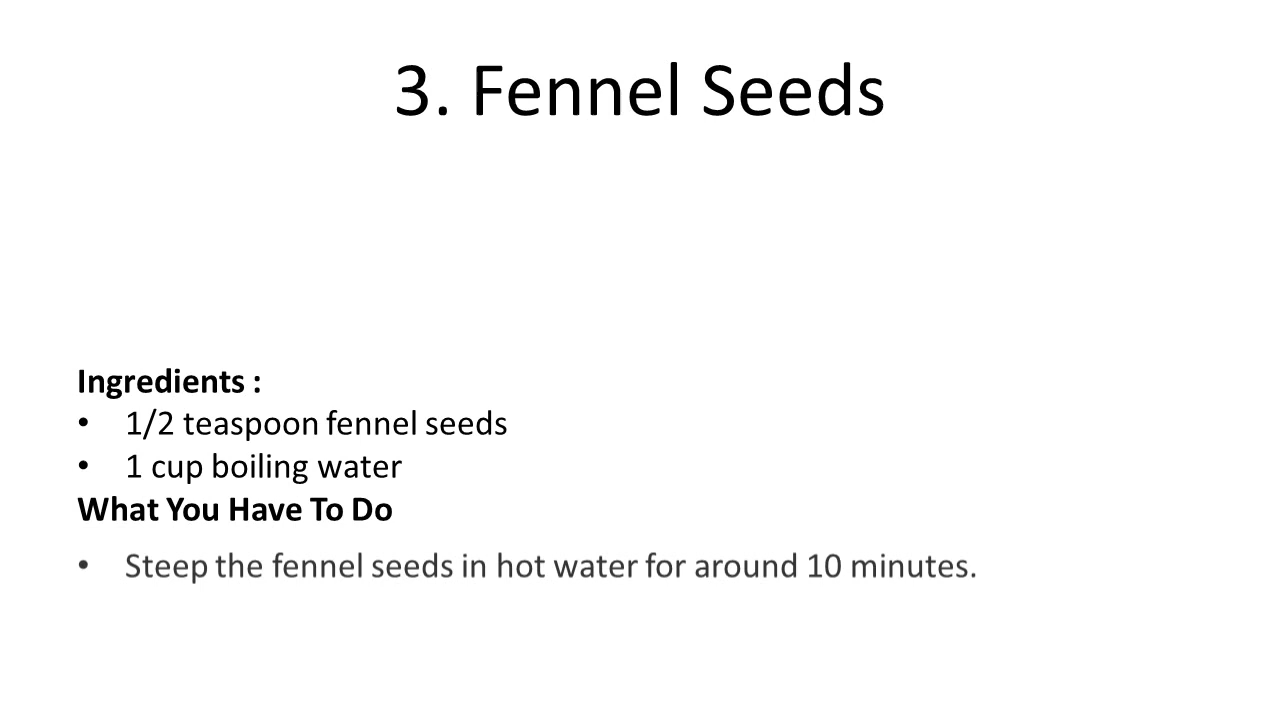 3. Fennel Seeds
Ingredients :
• 1/2 teaspoon fennel seeds
• 1 cup boiling water
What You Have To Do
• Steep the fennel seeds in hot water for around 10 minutes.